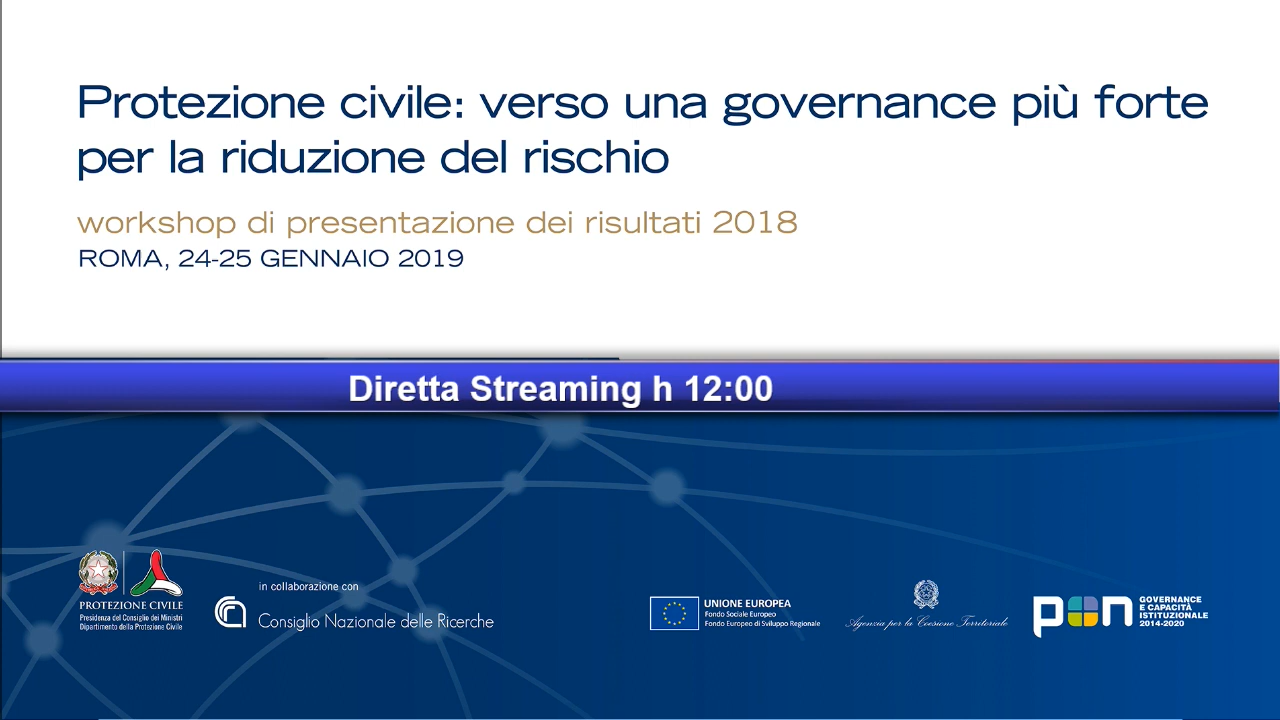 Protezione civile: verso una governance più forte
per la riduzione del rischio
workshop di presentazione dei risultati 2018
ROMA, 24-25 GENNAIO 2019
Diretta Streaming h 12:00
PROTEZIONE CIVILE
Presidenza del Consiglio dei Ministri
Dipartimento della Protezione Civile
in collaborazione con
Consiglio Nazionale delle Ricerche
UNIONE EUROPEA
Fondo Sociale Europeo
Fondo Europeo di Sviluppo Regionale
Agenzia per la Coesione Territoriale
pon
GOVERNANCE
E CAPACITÀ
ISTITUZIONALE
2014-2020